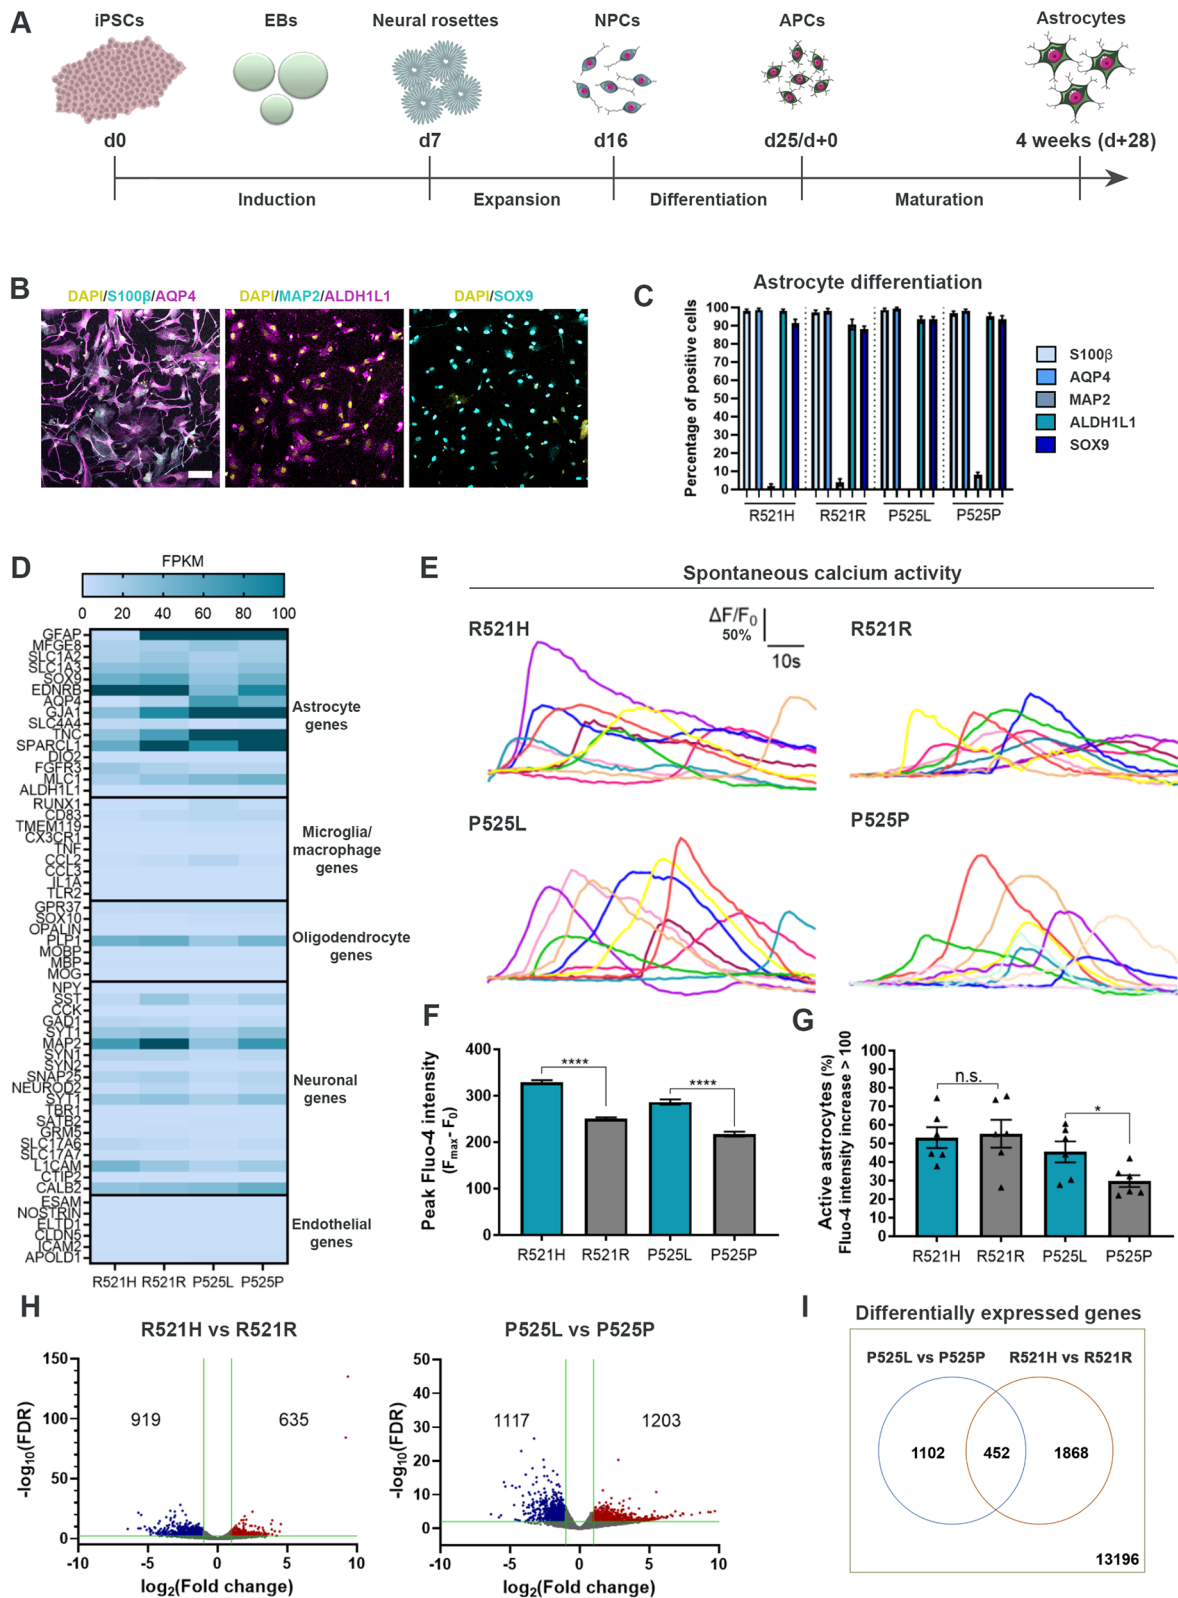 A
iPSCs
EBs
Neural rosettes
NPCs
APCs
Astrocytes
d0
d7
d16
d25/d+0
4 weeks (d+28)
Induction
Expansion
Differentiation
Maturation
B
DAPI/S100β/AQP4
DAPI/MAP2/ALDH1L1
DAPI/SOX9
C
Astrocyte differentiation
Percentage of positive cells
100
90
80
70
60
50
40
30
20
10
0
R521H
R521R
P525L
P525P
S100β
AQP4
MAP2
ALDH1L1
SOX9
D
FPKM
0 20 40 60 80 100
GFAP
MFGE8
SLC1A2
SLC1A3
SOX9
EDNRB
AQP4
GJA1
SLC4A4
TNC
SPARCL1
DIO2
FGFR3
MLC1
ALDH1L1
Astrocyte
genes
RUNX1
CD83
TMEM119
CX3CR1
TNF
CCL2
CCL3
IL1A
TLR2
Microglia/
macrophage
genes
GPR37
SOX10
OPALIN
PLP1
MOBP
MBP
MOG
Oligodendrocyte
genes
NPY
SST
CCK
GAD1
SYT1
MAP2
SYN1
SYN2
SNAP25
NEUROD2
SYT1
TBR1
SATB2
GRM5
SLC17A6
SLC17A7
L1CAM
CTIP2
CALB2
Neuronal
genes
ESAM
NOSTRIN
ELTD1
CLDN5
ICAM2
APOLD1
Endothelial
genes
R521H R521R P525L P525P
E
Spontaneous calcium activity
R521H
ΔF/F0
50%
10s
R521R
P525L
P525P
F
Peak Fluo-4 intensity
(Fmax- F0)
400
300
200
100
0
****
****
R521H
R521R
P525L
P525P
G
Active astrocytes (%)
Fluo-4 intensity increase > 100
100
90
80
70
60
50
40
30
20
10
0
n.s.
*
R521H
R521R
P525L
P525P
H
R521H vs R521R
-log10(FDR)
150
100
50
0
919
635
-10 -5 0 5 10
log2(Fold change)
P525L vs P525P
-log10(FDR)
50
40
30
20
10
0
1117
1203
-10 -5 0 5 10
log2(Fold change)
I
Differentially expressed genes
P525L vs P525P
R521H vs R521R
1102
452
1868
13196